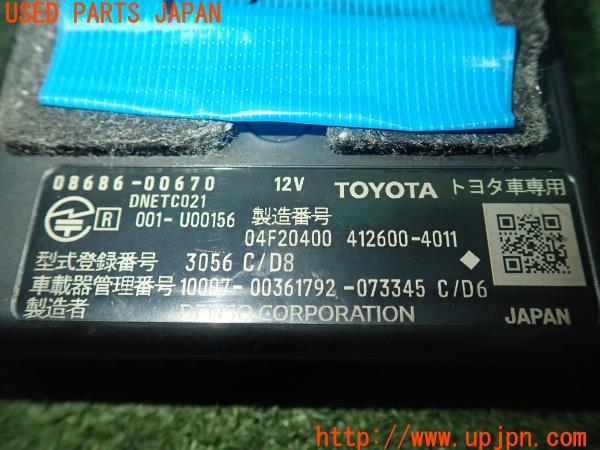 USED PARTS JAPAN
08686-00670 12V TOYOTA トヨタ車専用
DNETC021
R 001-U00156 製造番号
04F20400 412600-4011
型式登録番号 3056 C/D8
車載器管理番号 10007-00361792-073345 C/D6
製造者 DENSO CORPORATION JAPAN
http://www.upjpn.com